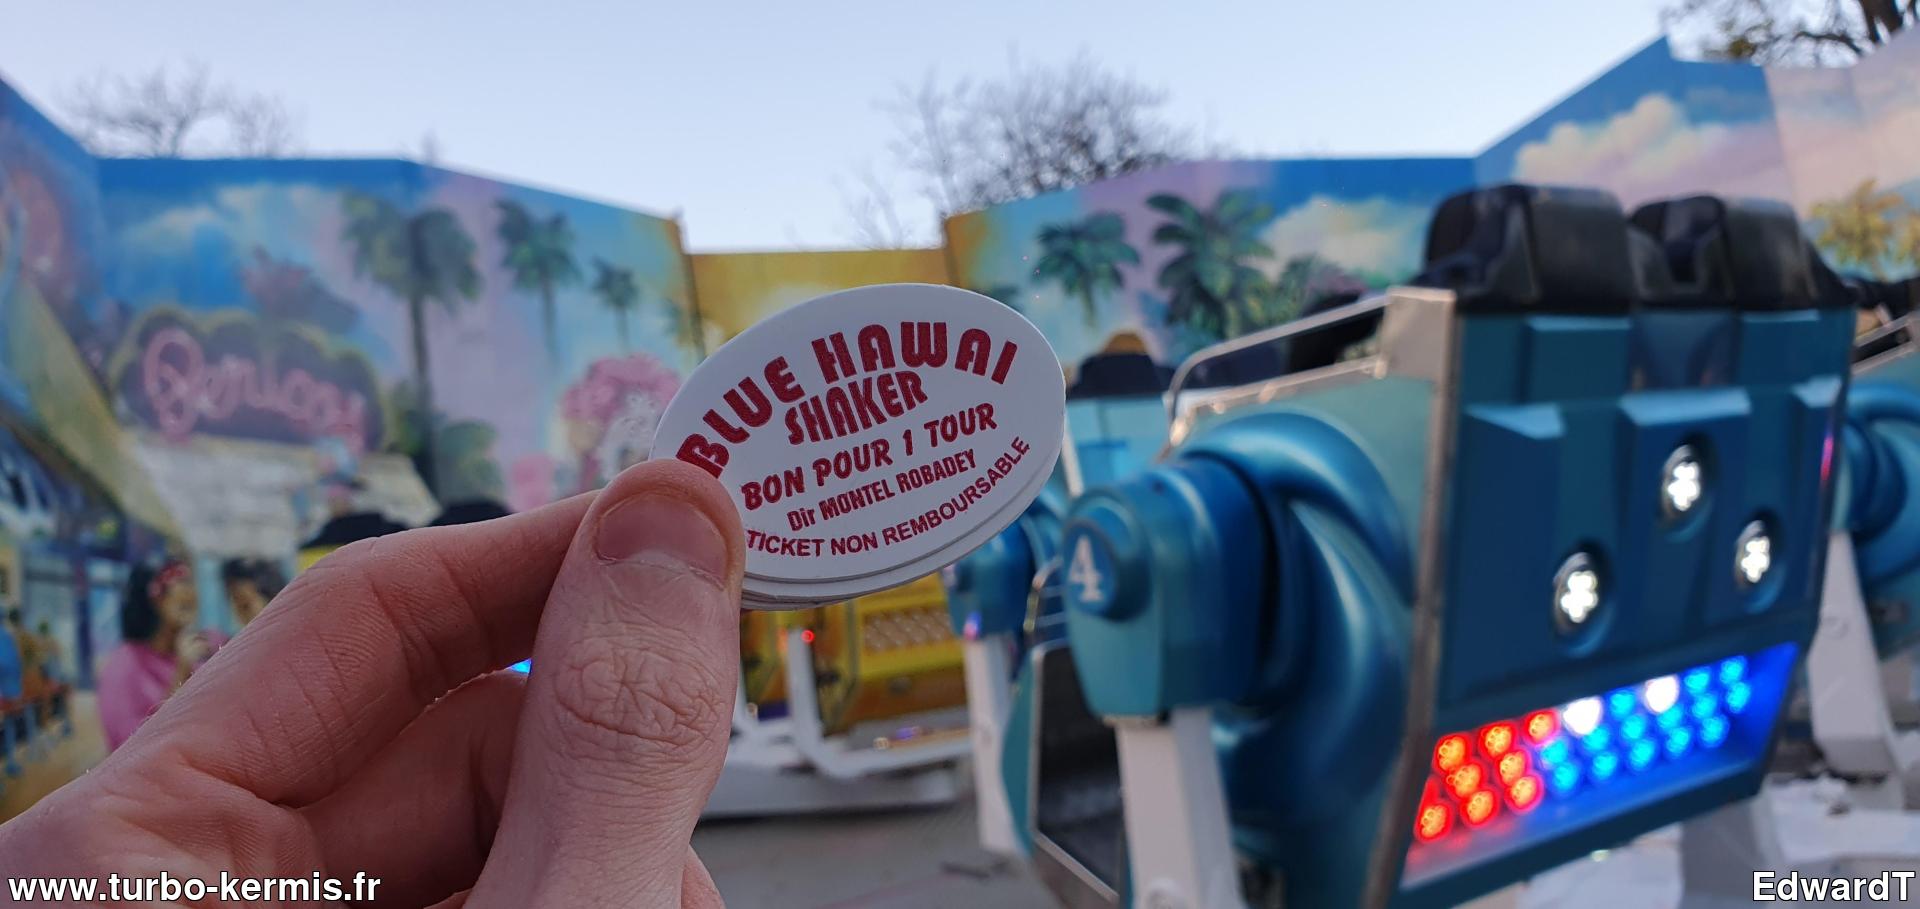 BLUE HAWAI
SHAKER
BON POUR 1 TOUR
Dir MONTEL ROBADEY
TICKET NON REMBOURSABLE
4
www.turbo-kermis.fr
EdwardT